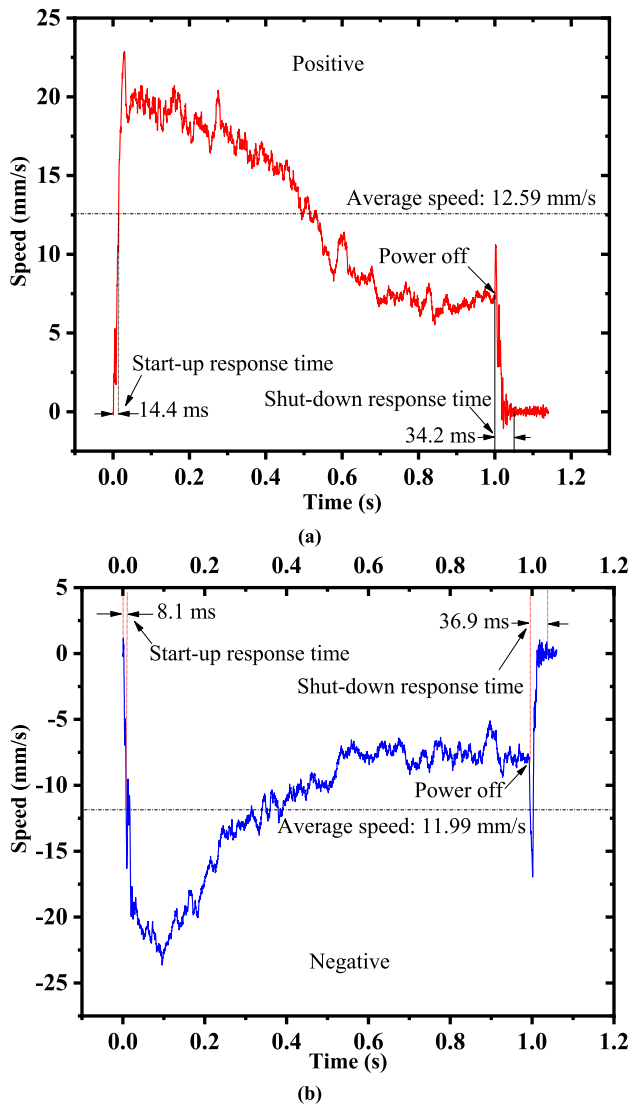 Positive
Average speed: 12.59 mm/s
Power off
Start-up response time
14.4 ms
Shut-down response time
34.2 ms
25
20
15
10
5
0
Speed (mm/s)
0.0 0.2 0.4 0.6 0.8 1.0 1.2
Time (s)
(a)
0.0 0.2 0.4 0.6 0.8 1.0 1.2
8.1 ms
Start-up response time
36.9 ms
Shut-down response time
Power off
Average speed: 11.99 mm/s
Negative
5
0
-5
-10
-15
-20
-25
Speed (mm/s)
0.0 0.2 0.4 0.6 0.8 1.0 1.2
Time (s)
(b)